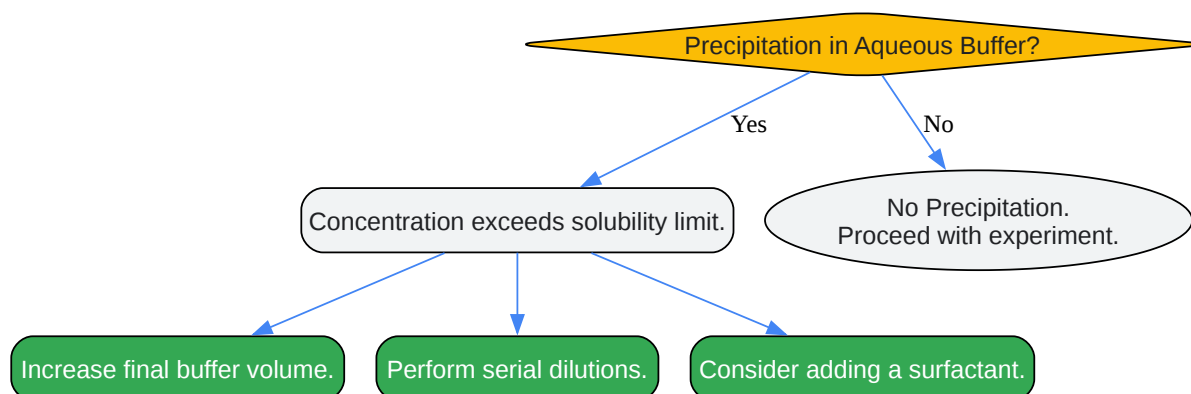 Precipitation in Aqueous Buffer?
Yes
No
Concentration exceeds solubility limit.
No Precipitation.
Proceed with experiment.
Increase final buffer volume.
Perform serial dilutions.
Consider adding a surfactant.